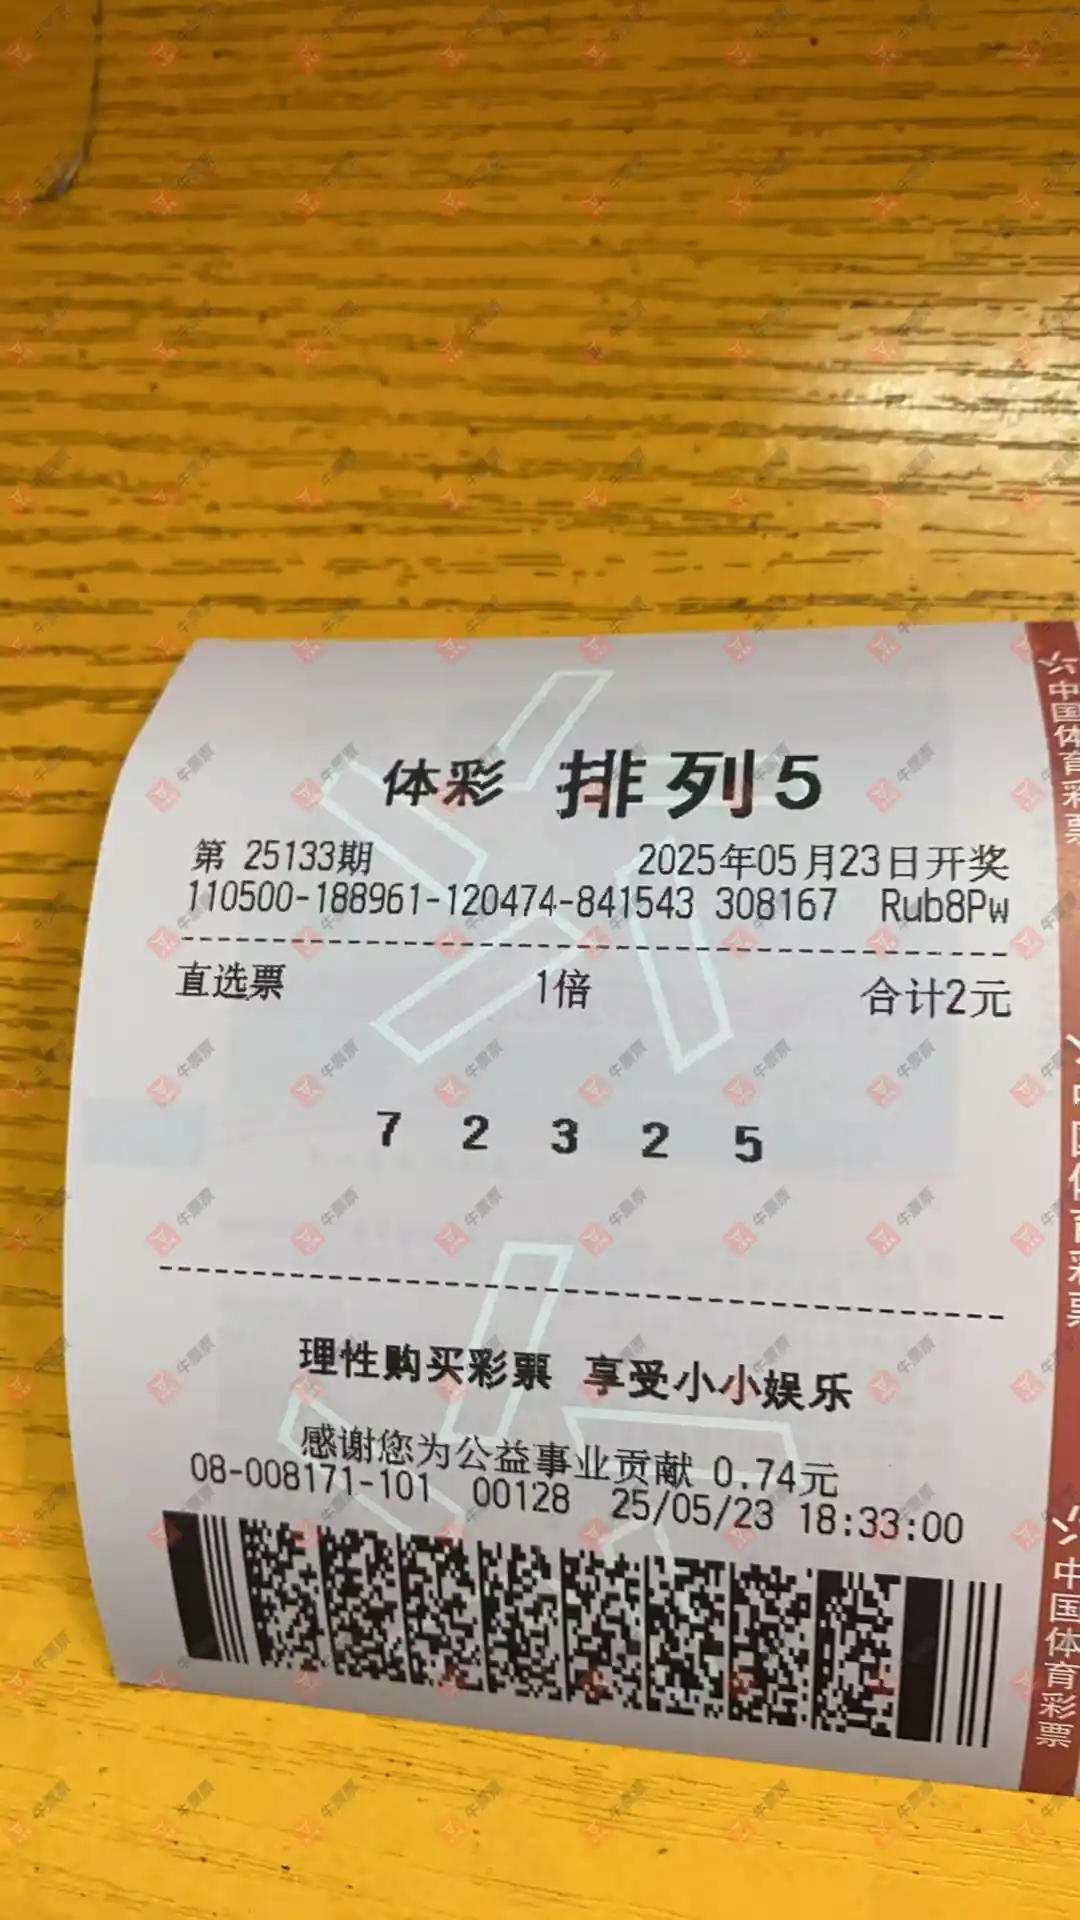 体彩 排列5
第 25133期 2025年05月23日开奖
110500-188961-120474-841543 308167 Rub8Pw
直选票 1倍 合计2元
7 2 3 2 5
理性购买彩票 享受小小娱乐
感谢您为公益事业贡献 0.74元
08-008171-101 00128 25/05/23 18:33:00
中国体育彩票
中国体育彩票
中国体育彩票
牛票票